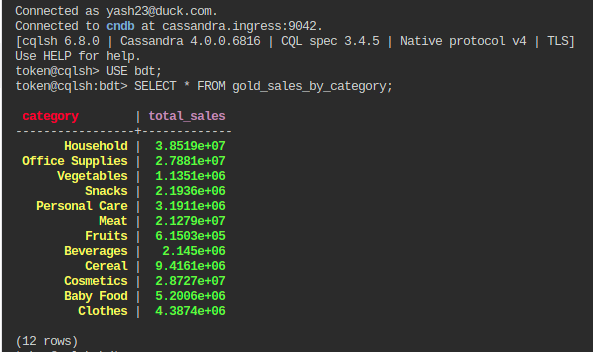 Connected as yash23@duck.com.
Connected to cndb at cassandra.ingress:9042.
[cqlsh 6.8.0 | Cassandra 4.0.0.6816 | CQL spec 3.4.5 | Native protocol v4 | TLS]
Use HELP for help.
token@cqlsh> USE bdt;
token@cqlsh:bdt> SELECT * FROM gold_sales_by_category;
category | total_sales
-----------------+-------------
Household | 3.8519e+07
Office Supplies | 2.7881e+07
Vegetables | 1.1351e+06
Snacks | 2.1936e+06
Personal Care | 3.1911e+06
Meat | 2.1279e+07
Fruits | 6.1503e+05
Beverages | 2.145e+06
Cereal | 9.4161e+06
Cosmetics | 2.8727e+07
Baby Food | 5.2006e+06
Clothes | 4.3874e+06
(12 rows)